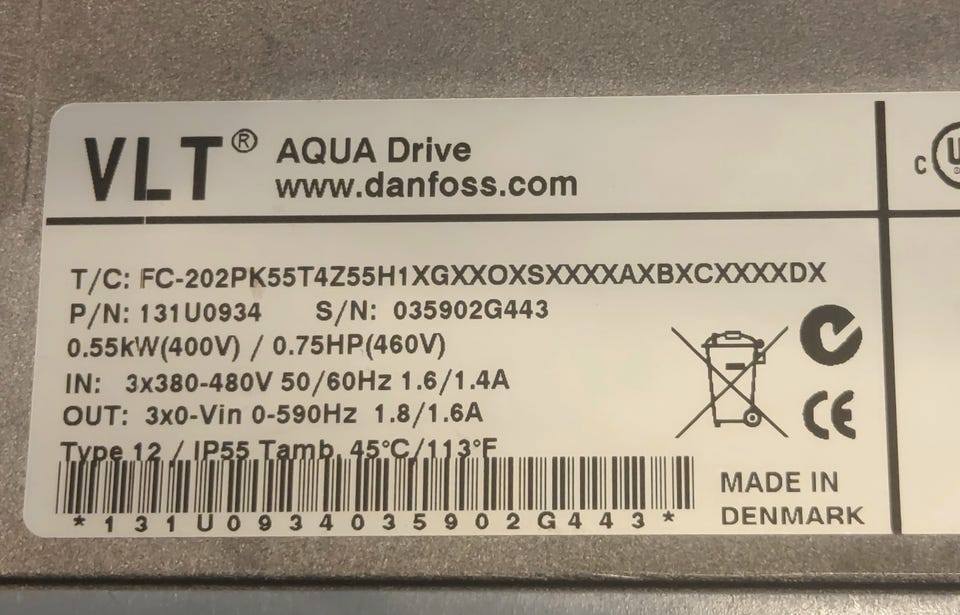 VLT® AQUA Drive
www.danfoss.com
c U
T/C: FC-202PK55T4Z55H1XGXXOXSXXXXAXBXCXXXXDX
P/N: 131U0934 S/N: 035902G443
0.55kW(400V) / 0.75HP(460V)
IN: 3x380-480V 50/60Hz 1.6/1.4A
OUT: 3x0-Vin 0-590Hz 1.8/1.6A
Type 12 / IP55 Tamb. 45°C/113°F
CE
*131U0934035902G443*
MADE IN
DENMARK